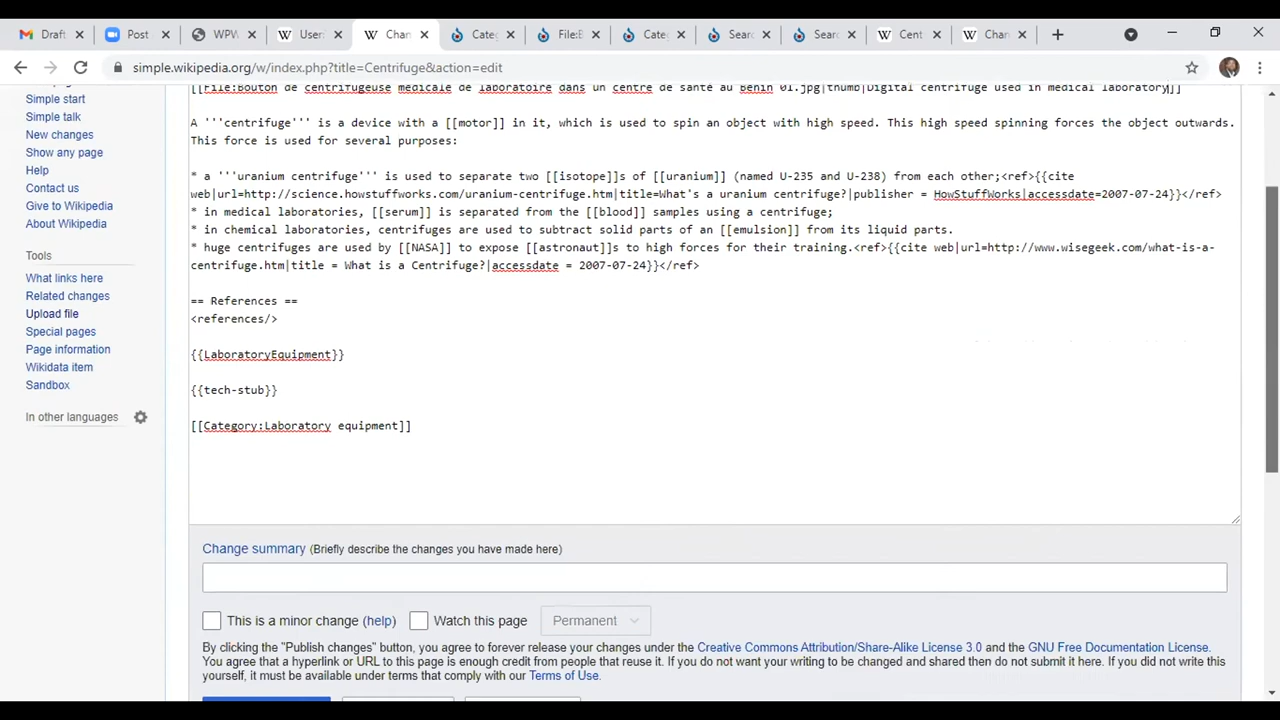 Draft
Post
WPW
User
Chan
Categ
File:B
Categ
Searc
Searc
Cent
Chan
simple.wikipedia.org/w/index.php?title=Centrifuge&action=edit
Simple start
Simple talk
New changes
Show any page
Help
Contact us
Give to Wikipedia
About Wikipedia
Tools
What links here
Related changes
Upload file
Special pages
Page information
Wikidata item
Sandbox
In other languages
[[File:Bouton de centrifugeuse medicale de laboratoire dans un centre de sante au Benin 01.jpg|thumb|Digital centrifuge used in medical laboratory]]
A '''centrifuge''' is a device with a [[motor]] in it, which is used to spin an object with high speed. This high speed spinning forces the object outwards.
This force is used for several purposes:
* a '''uranium centrifuge''' is used to separate two [[isotope]]s of [[uranium]] (named U-235 and U-238) from each other;<ref>{{cite
web|url=http://science.howstuffworks.com/uranium-centrifuge.htm|title=What's a uranium centrifuge?|publisher = HowStuffWorks|accessdate=2007-07-24}}</ref>
* in medical laboratories, [[serum]] is separated from the [[blood]] samples using a centrifuge;
* in chemical laboratories, centrifuges are used to subtract solid parts of an [[emulsion]] from its liquid parts.
* huge centrifuges are used by [[NASA]] to expose [[astronaut]]s to high forces for their training.<ref>{{cite web|url=http://www.wisegeek.com/what-is-a-
centrifuge.htm|title = What is a Centrifuge?|accessdate = 2007-07-24}}</ref>
== References ==
<references/>
{{LaboratoryEquipment}}
{{tech-stub}}
[[Category:Laboratory equipment]]
Change summary (Briefly describe the changes you have made here)
This is a minor change (help)
Watch this page
Permanent
By clicking the "Publish changes" button, you agree to forever release your changes under the Creative Commons Attribution/Share-Alike License 3.0 and the GNU Free Documentation License.
You agree that a hyperlink or URL to this page is enough credit from people that reuse it. If you do not want your writing to be changed and shared then do not submit it here. If you did not write this
yourself, it must be available under terms that comply with our Terms of Use.